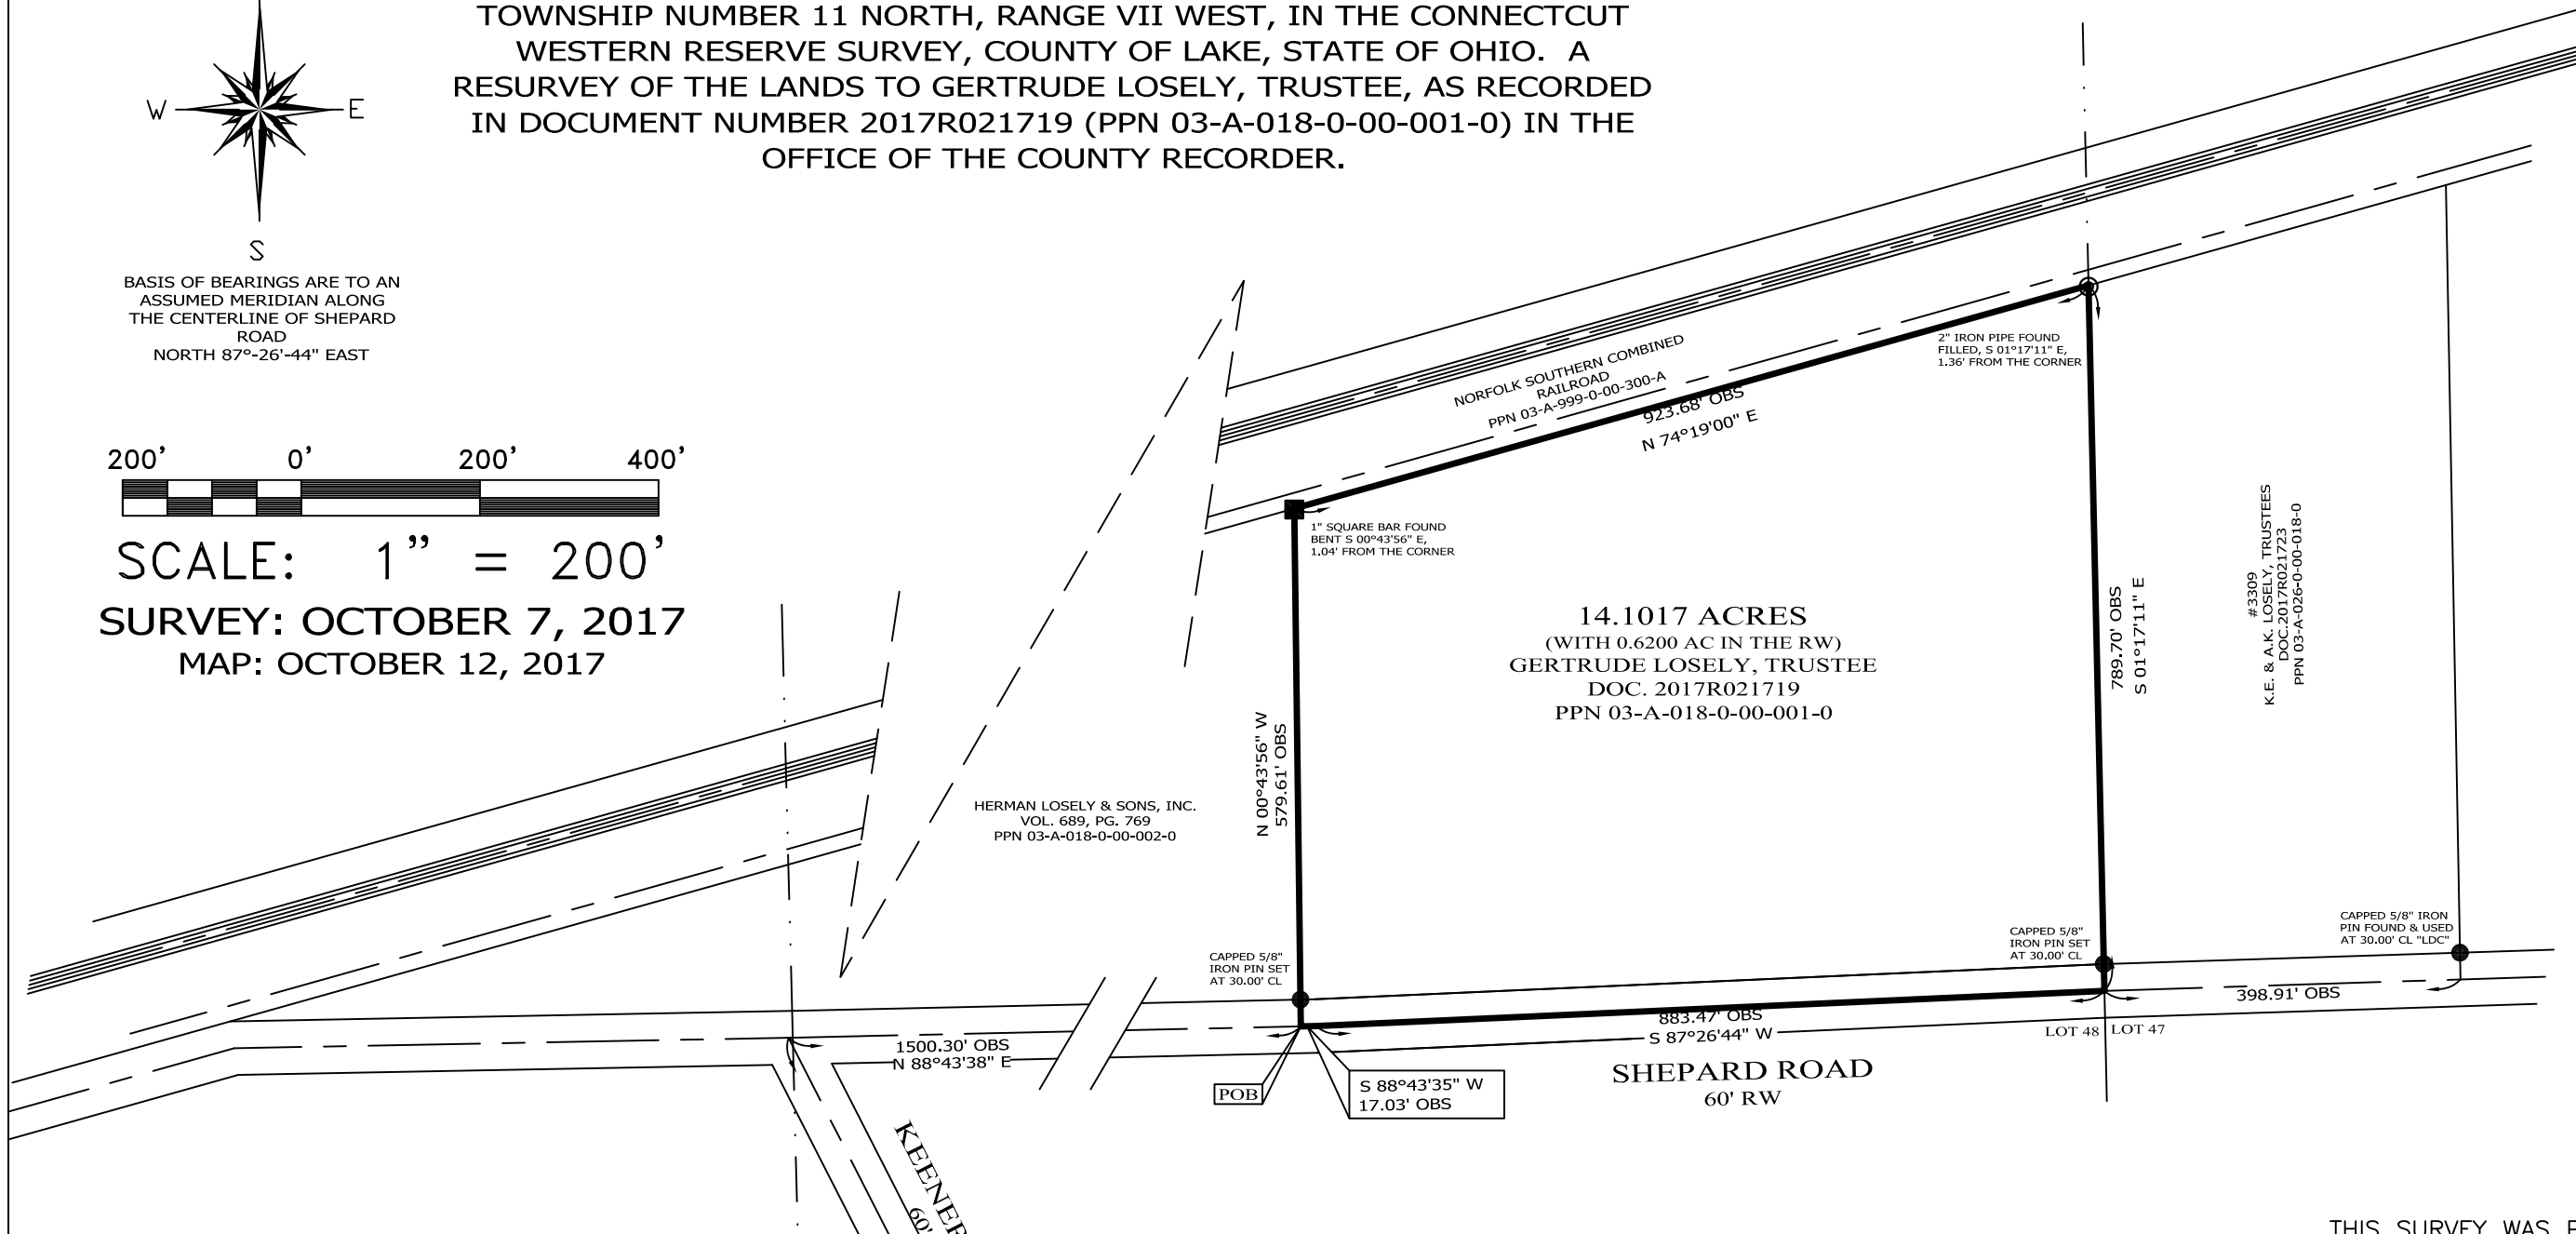 TOWNSHIP NUMBER 11 NORTH, RANGE VII WEST, IN THE CONNECTCUT
WESTERN RESERVE SURVEY, COUNTY OF LAKE, STATE OF OHIO. A
RESURVEY OF THE LANDS TO GERTRUDE LOSELY, TRUSTEE, AS RECORDED
IN DOCUMENT NUMBER 2017R021719 (PPN 03-A-018-0-00-001-0) IN THE
OFFICE OF THE COUNTY RECORDER.
W
E
S
BASIS OF BEARINGS ARE TO AN
ASSUMED MERIDIAN ALONG
THE CENTERLINE OF SHEPARD
ROAD
NORTH 87°-26'-44" EAST
200' 0' 200' 400'
SCALE: 1" = 200'
SURVEY: OCTOBER 7, 2017
MAP: OCTOBER 12, 2017
NORFOLK SOUTHERN COMBINED
RAILROAD
PPN 03-A-999-0-00-300-A
923.68' OBS
N 74°19'00" E
2" IRON PIPE FOUND
FILLED, S 01°17'11" E,
1.36' FROM THE CORNER
1" SQUARE BAR FOUND
BENT S 00°43'56" E,
1.04' FROM THE CORNER
14.1017 ACRES
(WITH 0.6200 AC IN THE RW)
GERTRUDE LOSELY, TRUSTEE
DOC. 2017R021719
PPN 03-A-018-0-00-001-0
789.70' OBS
S 01°17'11" E
#3309
K.E. & A.K. LOSELY, TRUSTEES
DOC.2017R021723
PPN 03-A-026-0-00-018-0
N 00°43'56" W
579.61' OBS
HERMAN LOSELY & SONS, INC.
VOL. 689, PG. 769
PPN 03-A-018-0-00-002-0
CAPPED 5/8"
IRON PIN SET
AT 30.00' CL
CAPPED 5/8"
IRON PIN SET
AT 30.00' CL
CAPPED 5/8" IRON
PIN FOUND & USED
AT 30.00' CL "LDC"
1500.30' OBS
N 88°43'38" E
883.47' OBS
S 87°26'44" W
398.91' OBS
LOT 48
LOT 47
POB
S 88°43'35" W
17.03' OBS
SHEPARD ROAD
60' RW
KEENER
60'
THIS SURVEY WAS